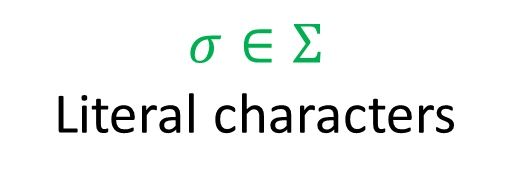 σ ∈ Σ
Literal characters